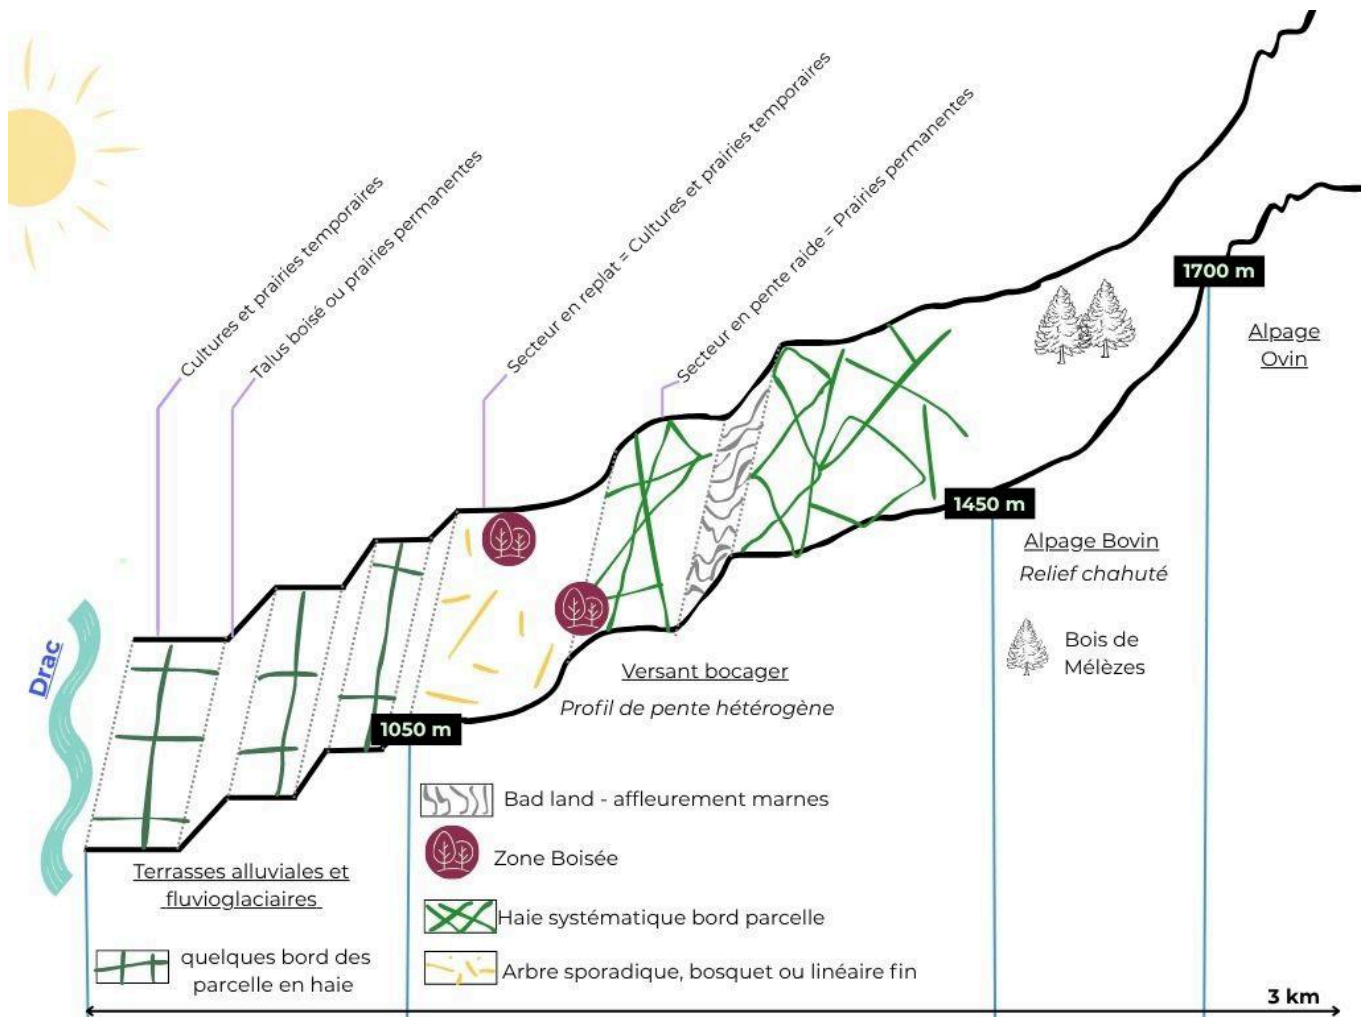 Cultures et prairies temporaires
Talus boisé ou prairies permanentes
Secteur en replat = Cultures et prairies temporaires
Secteur en pente raide = Prairies permanentes
1700 m
Alpage
Ovin
1450 m
Alpage Bovin
Relief chahuté
Bois de
Mélèzes
Drac
Versant bocager
Profil de pente hétérogène
1050 m
Bad land - affleurement marnes
Zone Boisée
Terrasses alluviales et
fluvioglaciaires
Haie systématique bord parcelle
quelques bord des
parcelle en haie
Arbre sporadique, bosquet ou linéaire fin
3 km